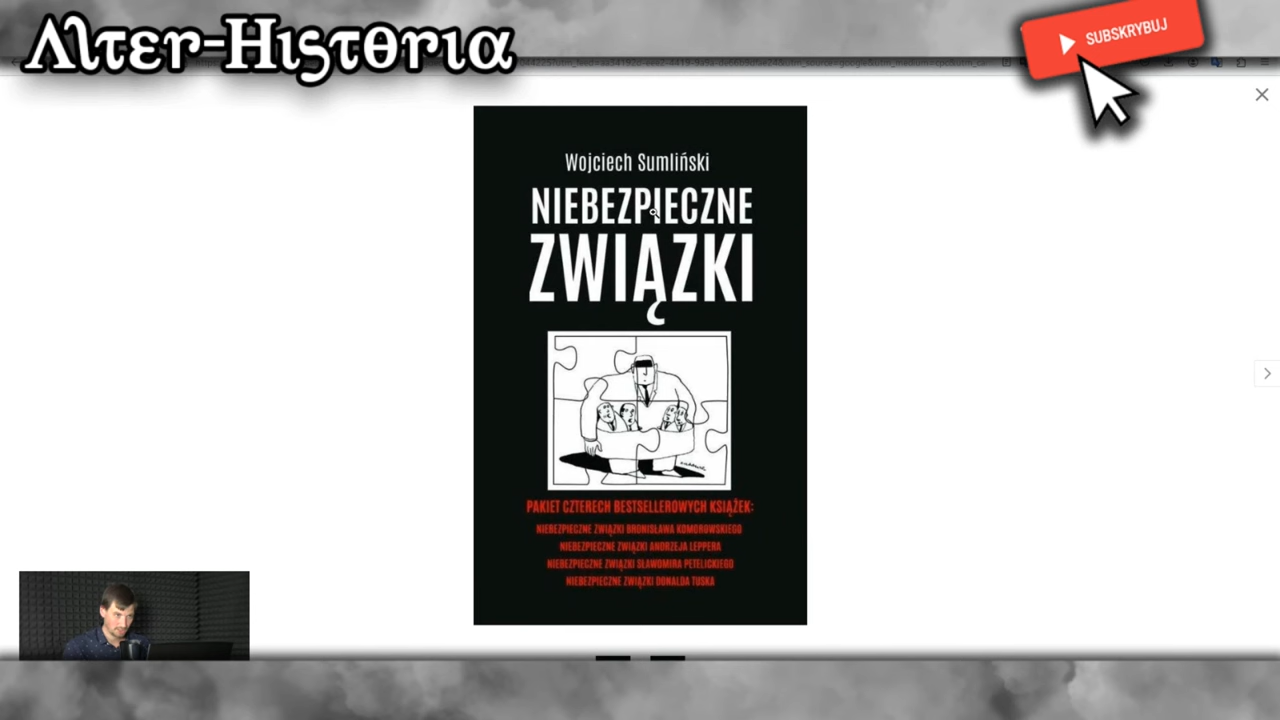 Alter-Historia
SUBSKRYBUJ
Wojciech Sumliński
NIEBEZPIECZNE
ZWIĄZKI
PAKIET CZTERECH BESTSELLEROWYCH KSIĄŻEK:
NIEBEZPIECZNE ZWIĄZKI BRONISŁAWA KOMOROWSKIEGO
NIEBEZPIECZNE ZWIĄZKI ANDRZEJA LEPPERA
NIEBEZPIECZNE ZWIĄZKI SŁAWOMIRA PETELICKIEGO
NIEBEZPIECZNE ZWIĄZKI DONALDA TUSKA